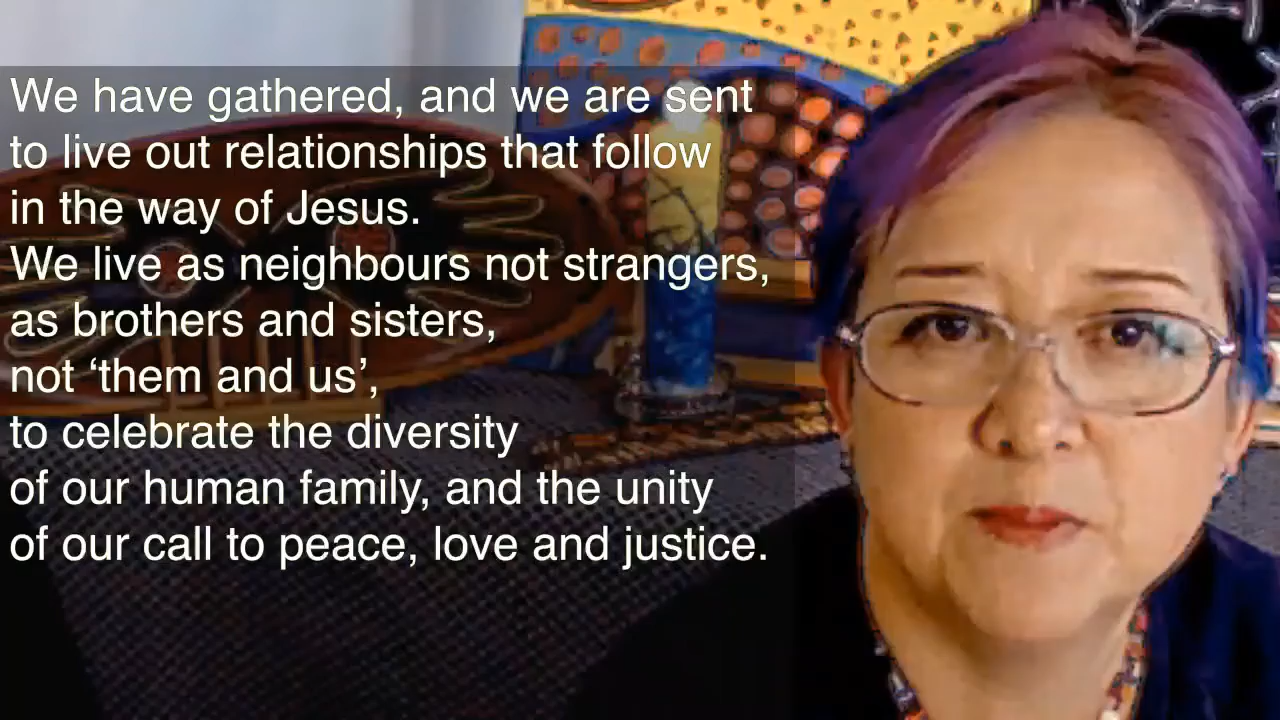 We have gathered, and we are sent
to live out relationships that follow
in the way of Jesus.
We live as neighbours not strangers,
as brothers and sisters,
not ‘them and us’,
to celebrate the diversity
of our human family, and the unity
of our call to peace, love and justice.